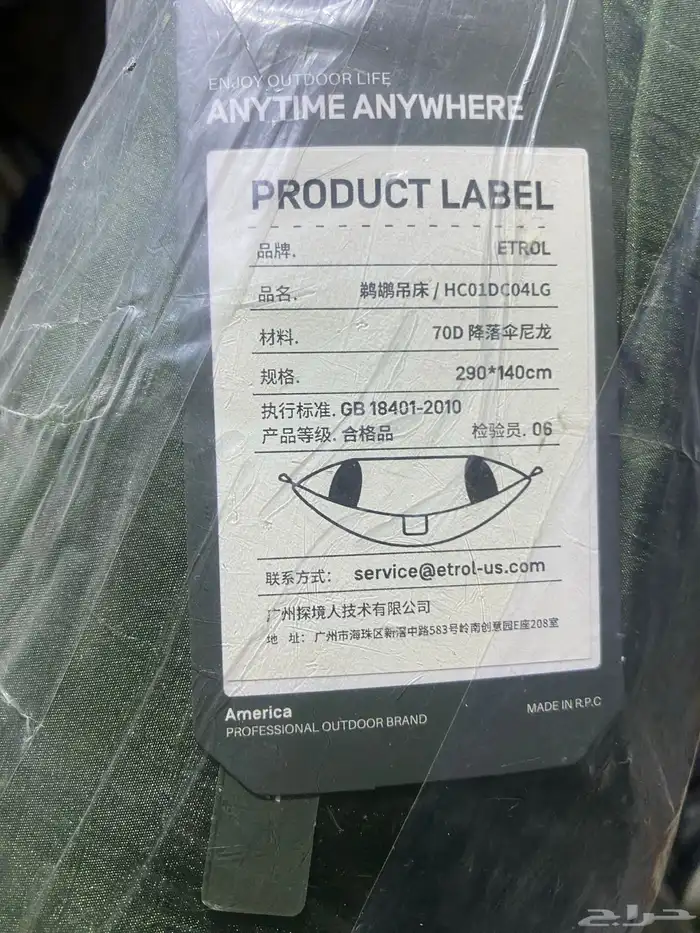 ENJOY OUTDOOR LIFE
ANYTIME ANYWHERE
PRODUCT LABEL
品牌. ETROL
品名. 鹈鹕吊床 / HC01DC04LG
材料. 70D 降落伞尼龙
规格. 290*140cm
执行标准. GB 18401-2010
产品等级. 合格品 检验员. 06
联系方式： service@etrol-us.com
广州探境人技术有限公司
地 址： 广州市海珠区新滘中路583号岭南创意园E座208室
America
PROFESSIONAL OUTDOOR BRAND
MADE IN R.P.C
حراج